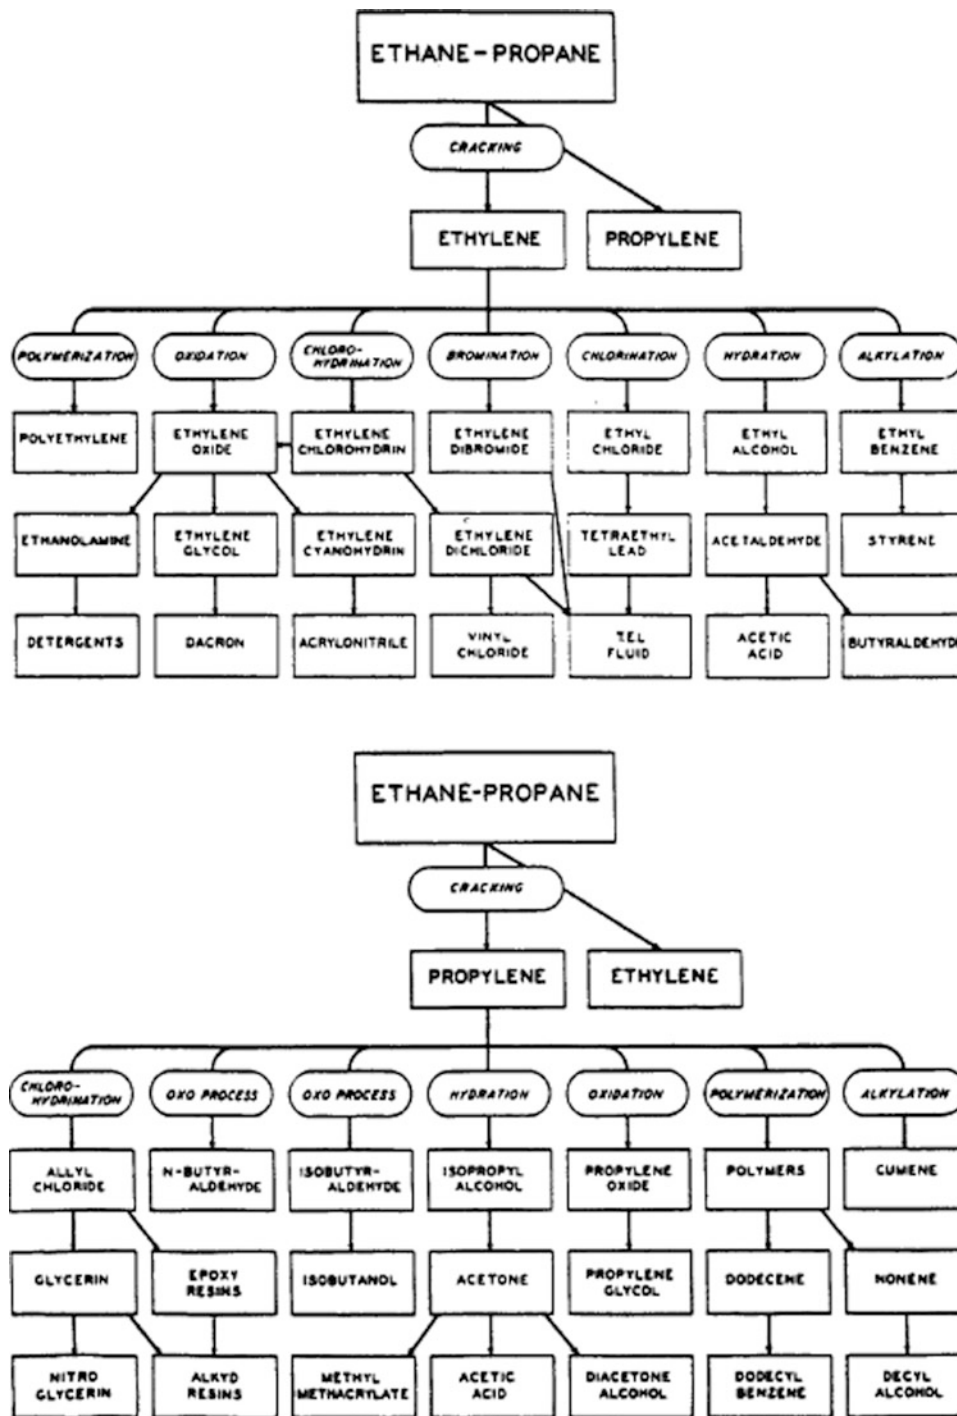 ETHANE-PROPANE
CRACKING
ETHYLENE PROPYLENE
POLYMERIZATION
OXIDATION
CHLORO-
HYDRINATION
BROMINATION
CHLORINATION
HYDRATION
ALKYLATION
POLYETHYLENE
ETHYLENE
OXIDE
ETHYLENE
CHLOROHYDRIN
ETHYLENE
DIBROMIDE
ETHYL
CHLORIDE
ETHYL
ALCOHOL
ETHYL
BENZENE
ETHANOLAMINE
ETHYLENE
GLYCOL
ETHYLENE
CYANOHYDRIN
ETHYLENE
DICHLORIDE
TETRAETHYL
LEAD
ACETALDEHYDE
STYRENE
DETERGENTS
DACRON
ACRYLONITRILE
VINYL
CHLORIDE
TEL
FLUID
ACETIC
ACID
BUTYRALDEHYD
ETHANE-PROPANE
CRACKING
PROPYLENE ETHYLENE
CHLORO-
HYDRINATION
OXO PROCESS
OXO PROCESS
HYDRATION
OXIDATION
POLYMERIZATION
ALKYLATION
ALLYL
CHLORIDE
N-BUTYR-
ALDEHYDE
ISOBUTYR-
ALDEHYDE
ISOPROPYL
ALCOHOL
PROPYLENE
OXIDE
POLYMERS
CUMENE
GLYCERIN
EPOXY
RESINS
ISOBUTANOL
ACETONE
PROPYLENE
GLYCOL
DODECENE
NONENE
NITRO
GLYCERIN
ALKYD
RESINS
METHYL
METHACRYLATE
ACETIC
ACID
DIACETONE
ALCOHOL
DODECYL
BENZENE
DECYL
ALCOHOL